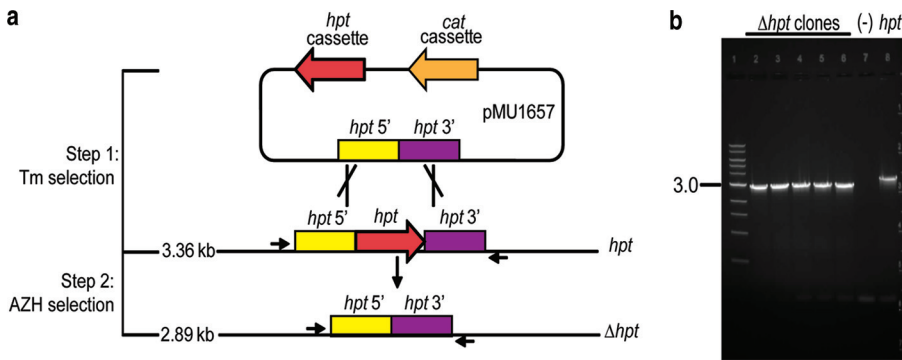 a
hpt cassette
cat cassette
pMU1657
hpt 5’ hpt 3’
Step 1:
Tm selection
hpt 5’ hpt hpt 3’
3.36 kb
hpt
Step 2:
AZH selection
hpt 5’ hpt 3’
2.89 kb
Δhpt
b
Δhpt clones (-) hpt
1 2 3 4 5 6 7 8
3.0